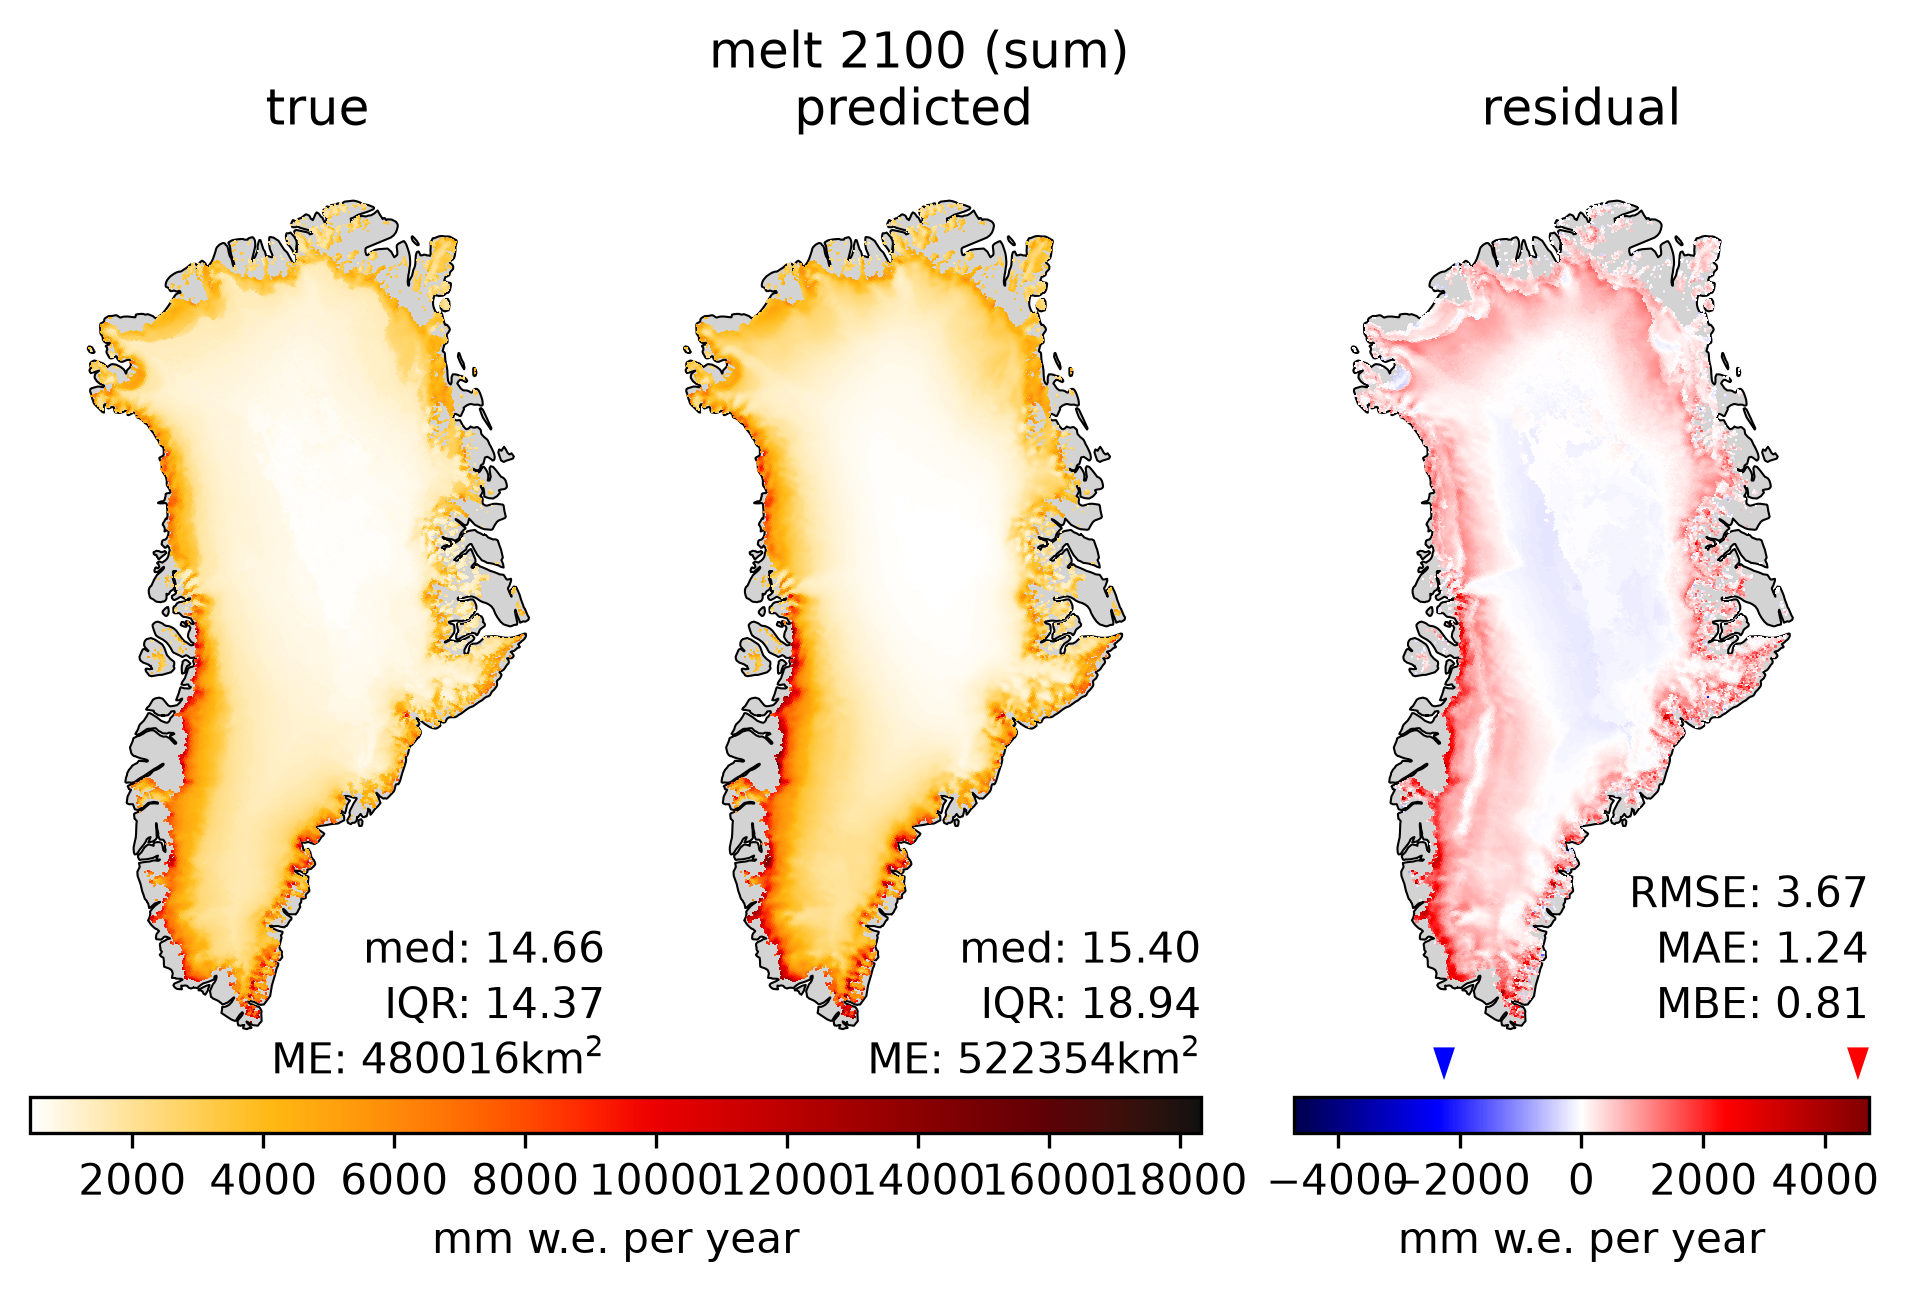 melt 2100 (sum)
true
predicted
residual
med: 14.66
IQR: 14.37
ME: 480016km²
med: 15.40
IQR: 18.94
ME: 522354km²
RMSE: 3.67
MAE: 1.24
MBE: 0.81
2000 4000 6000 8000 10000 12000 14000 16000 18000
mm w.e. per year
−4000 −2000 0 2000 4000
mm w.e. per year